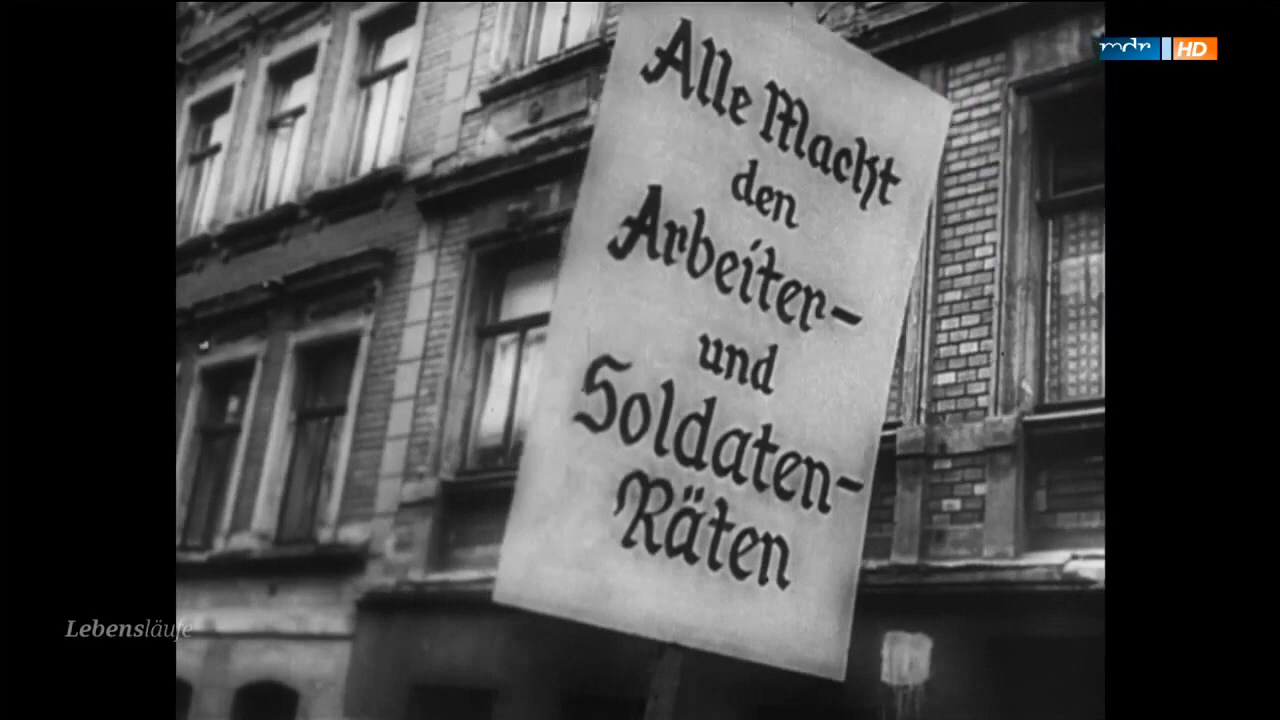 mdr HD
Alle Macht
den
Arbeiter-
und
Soldaten-
Räten
Lebensläufe